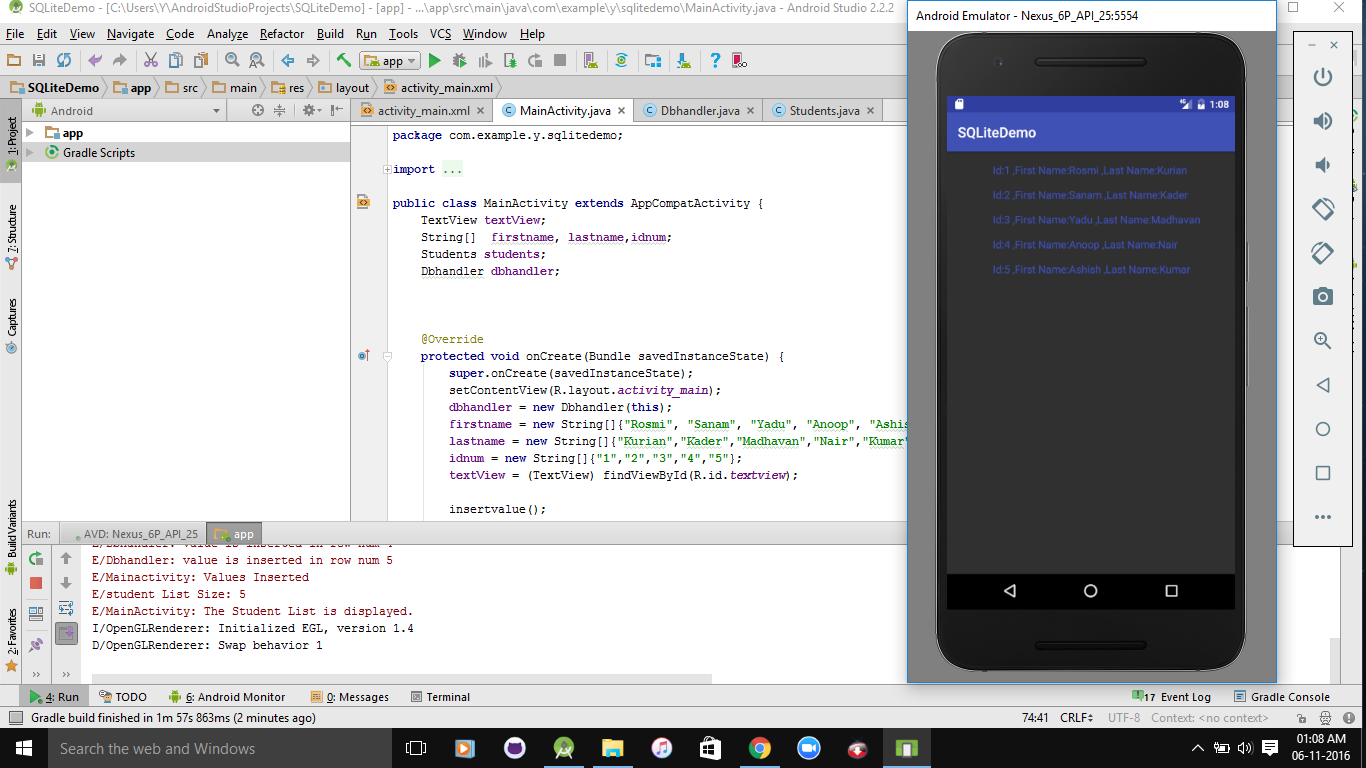 SQLiteDemo - [C:\Users\Y\AndroidStudioProjects\SQLiteDemo] - [app] - ...\app\src\main\java\com\example\y\sqlitedemo\MainActivity.java - Android Studio 2.2.2
File Edit View Navigate Code Analyze Refactor Build Run Tools VCS Window Help
app
SQLiteDemo app src main res layout activity_main.xml
Android
activity_main.xml MainActivity.java Dbhandler.java Students.java
app
Gradle Scripts
1: Project
7: Structure
Captures
Build Variants
2: Favorites
package com.example.y.sqlitedemo;
import ...
public class MainActivity extends AppCompatActivity {
TextView textView;
String[] firstname, lastname,idnum;
Students students;
Dbhandler dbhandler;
@Override
protected void onCreate(Bundle savedInstanceState) {
super.onCreate(savedInstanceState);
setContentView(R.layout.activity_main);
dbhandler = new Dbhandler(this);
firstname = new String[]{"Rosmi", "Sanam", "Yadu", "Anoop", "Ashis
lastname = new String[]{"Kurian","Kader","Madhavan","Nair","Kumar"
idnum = new String[]{"1","2","3","4","5"};
textView = (TextView) findViewById(R.id.textview);
insertvalue();
Run: AVD: Nexus_6P_API_25 app
E/Dbhandler: value is inserted in row num 4
E/Dbhandler: value is inserted in row num 5
E/Mainactivity: Values Inserted
E/student List Size: 5
E/MainActivity: The Student List is displayed.
I/OpenGLRenderer: Initialized EGL, version 1.4
D/OpenGLRenderer: Swap behavior 1
4: Run TODO 6: Android Monitor 0: Messages Terminal
17 Event Log Gradle Console
Gradle build finished in 1m 57s 863ms (2 minutes ago)
74:41 CRLF UTF-8 Context: <no context>
Android Emulator - Nexus_6P_API_25:5554
1:08
SQLiteDemo
Id:1 ,First Name:Rosmi ,Last Name:Kurian
Id:2 ,First Name:Sanam ,Last Name:Kader
Id:3 ,First Name:Yadu ,Last Name:Madhavan
Id:4 ,First Name:Anoop ,Last Name:Nair
Id:5 ,First Name:Ashish ,Last Name:Kumar
Search the web and Windows
01:08 AM
06-11-2016